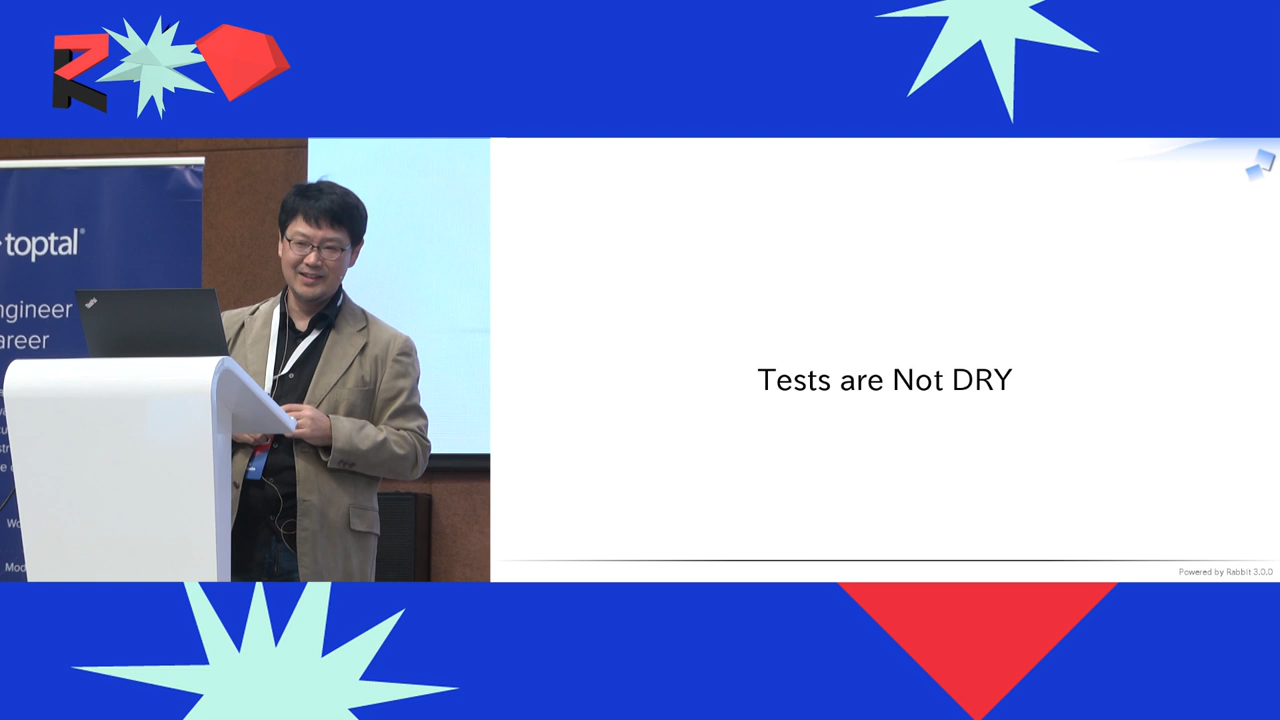 toptal
ngineer
areer
Tests are Not DRY
Powered by Rabbit 3.0.0